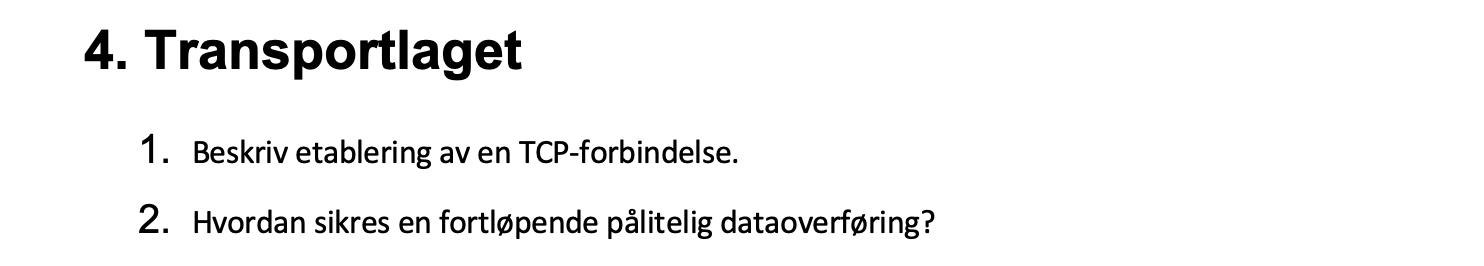 4. Transportlaget
1. Beskriv etablering av en TCP-forbindelse.
2. Hvordan sikres en fortløpende pålitelig dataoverføring?